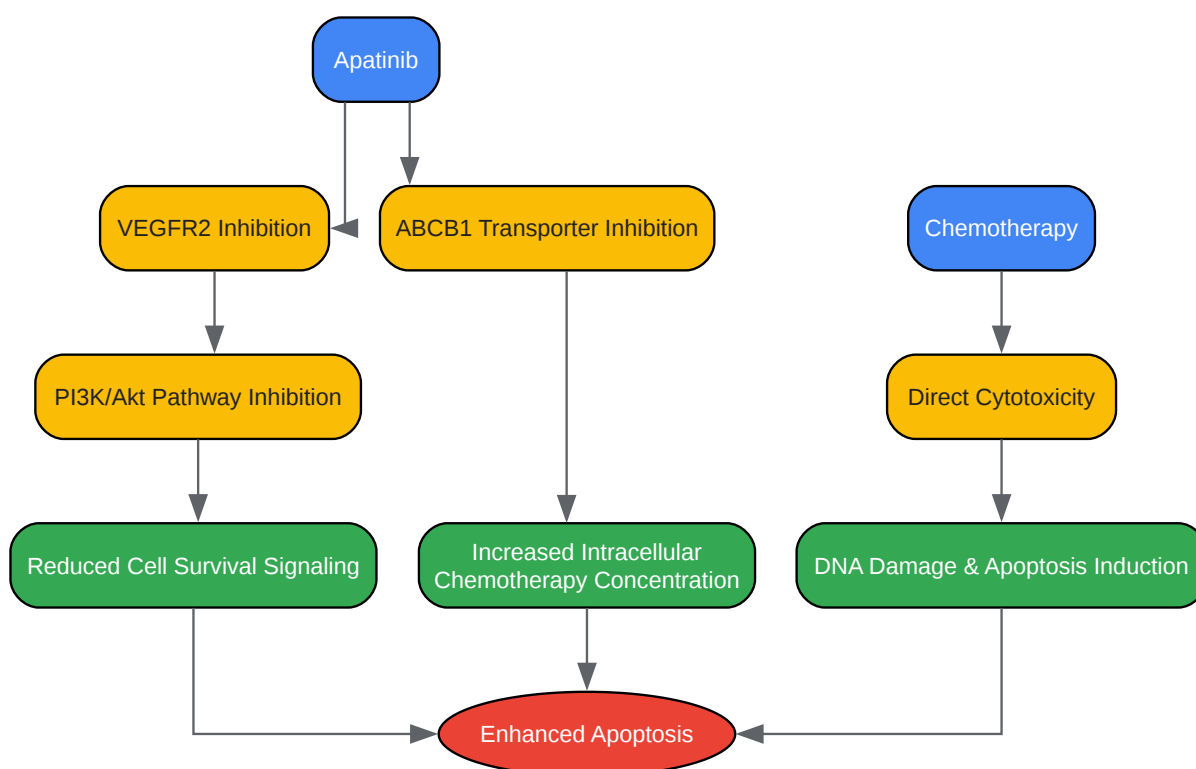 Apatinib
VEGFR2 Inhibition
ABCB1 Transporter Inhibition
Chemotherapy
PI3K/Akt Pathway Inhibition
Direct Cytotoxicity
Reduced Cell Survival Signaling
Increased Intracellular
Chemotherapy Concentration
DNA Damage & Apoptosis Induction
Enhanced Apoptosis